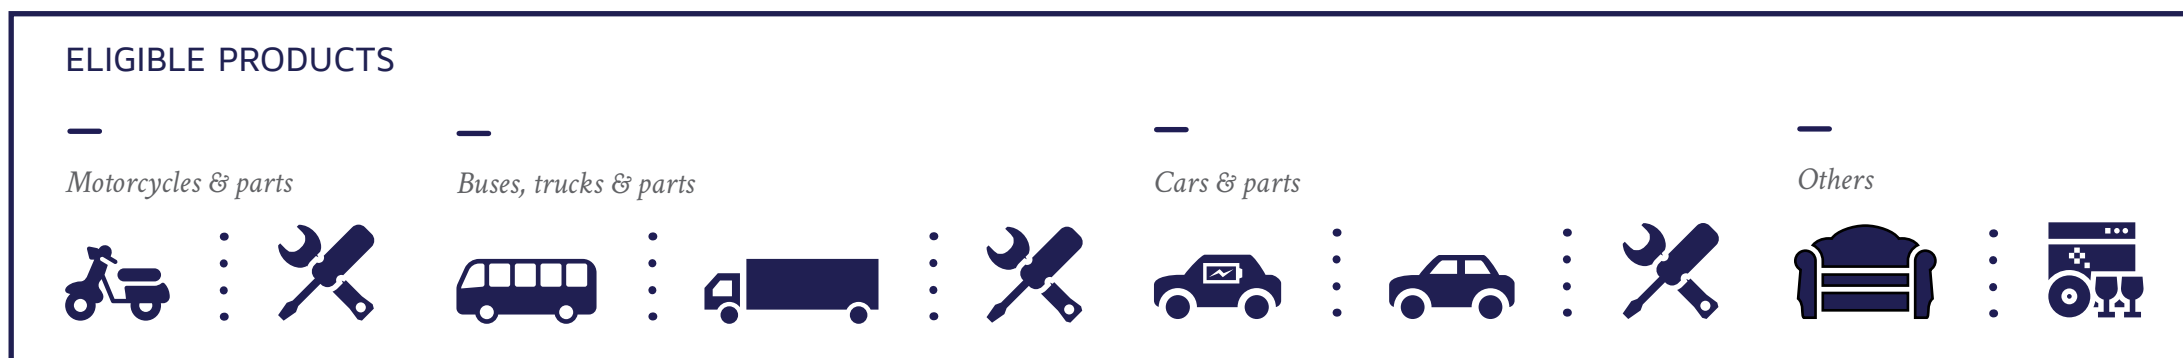 ELIGIBLE PRODUCTS
Motorcycles & parts
Buses, trucks & parts
Cars & parts
Others